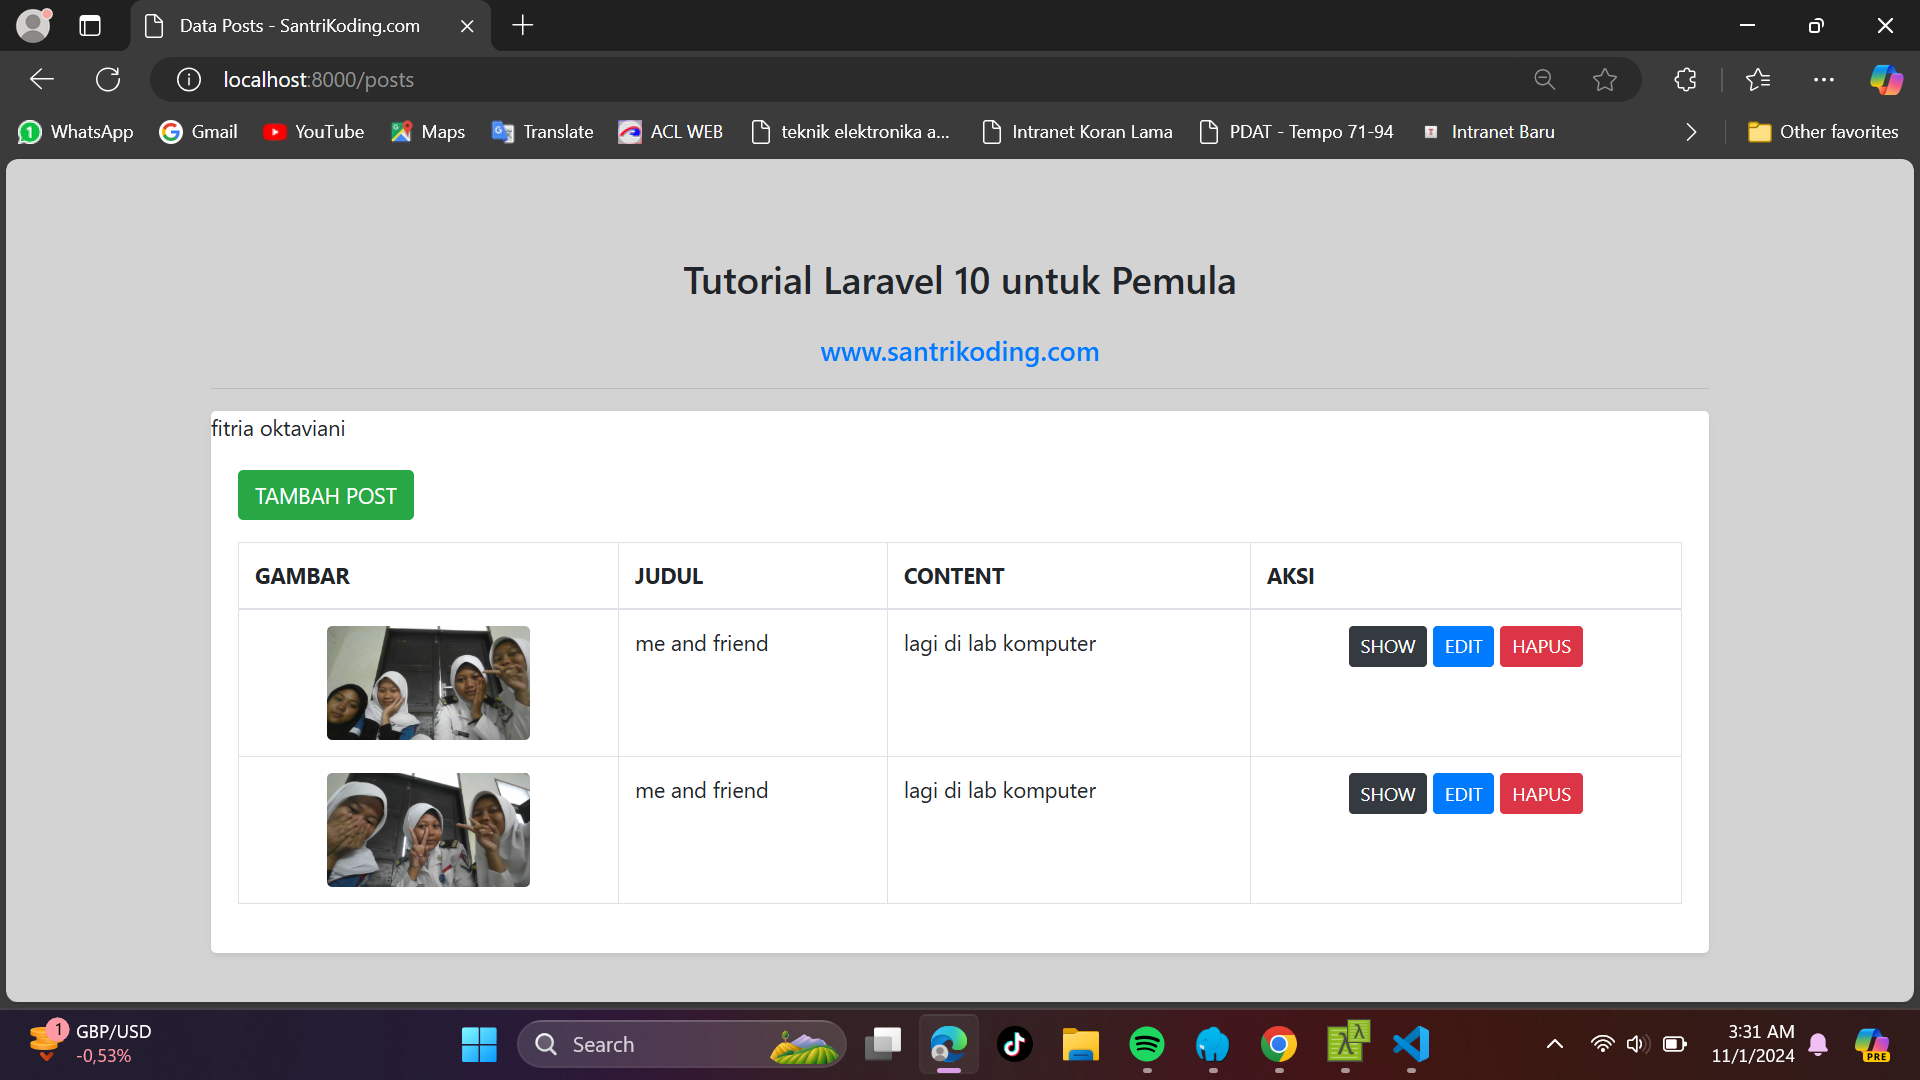 Data Posts - SantriKoding.com
localhost:8000/posts
WhatsApp
Gmail
YouTube
Maps
Translate
ACL WEB
teknik elektronika a...
Intranet Koran Lama
PDAT - Tempo 71-94
Intranet Baru
Other favorites
Tutorial Laravel 10 untuk Pemula
www.santrikoding.com
fitria oktaviani
TAMBAH POST
GAMBAR JUDUL CONTENT AKSI
me and friend lagi di lab komputer SHOW EDIT HAPUS
me and friend lagi di lab komputer SHOW EDIT HAPUS
1
GBP/USD
-0,53%
Search
3:31 AM
11/1/2024
PRE